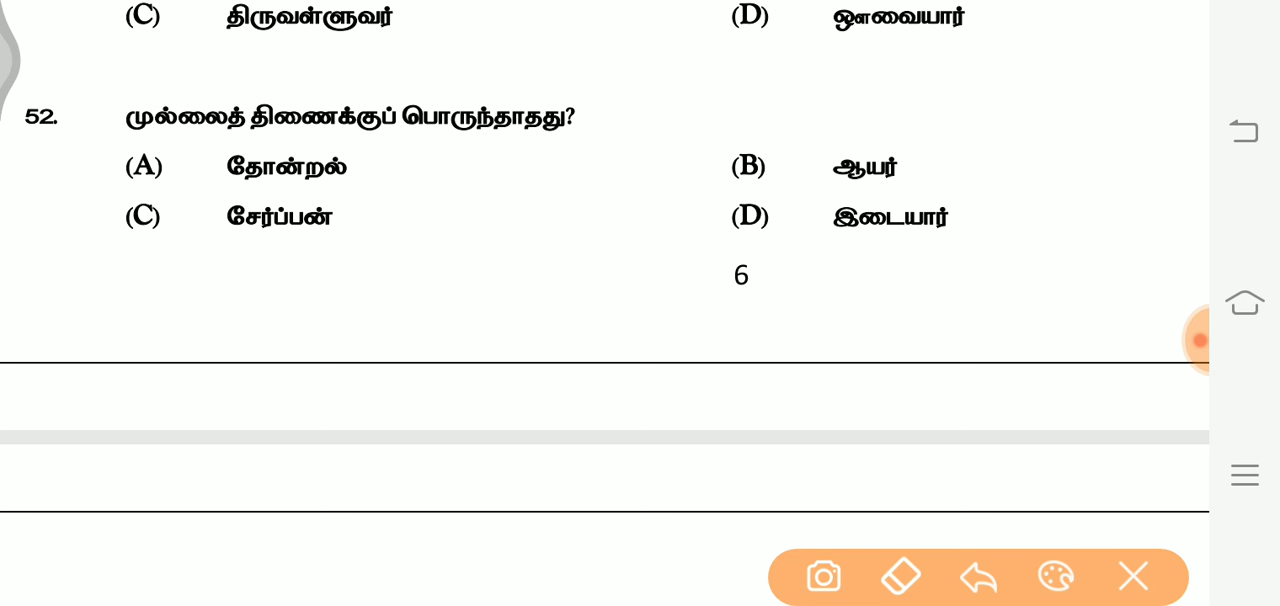 (C) திருவள்ளுவர் (D) ஔவையார்
52. முல்லைத் திணைக்குப் பொருந்தாதது?
(A) தோன்றல் (B) ஆயர்
(C) சேர்ப்பன் (D) இடையார்
6